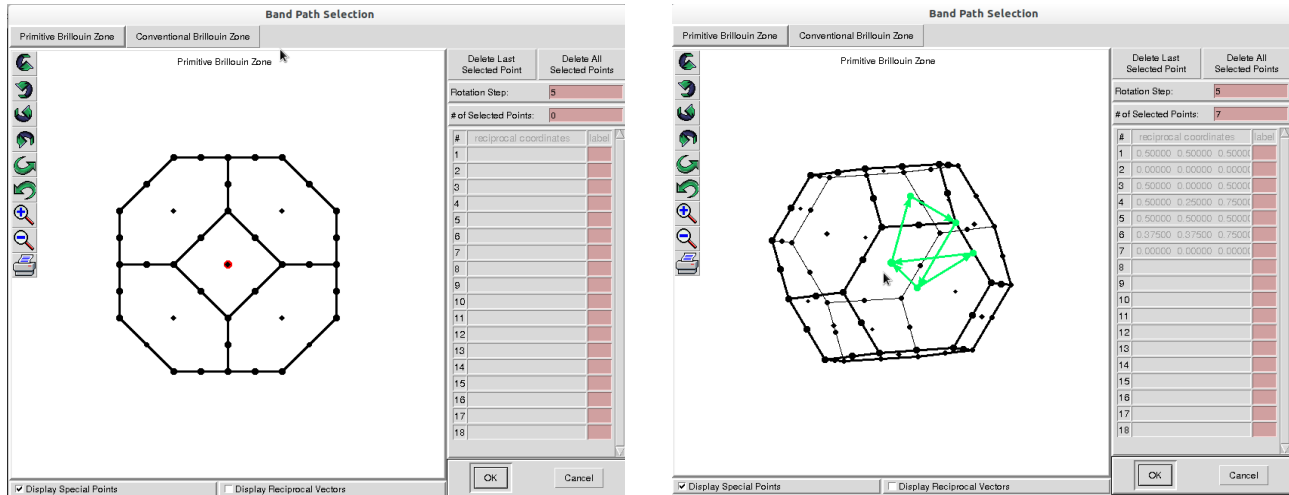 Band Path Selection
Primitive Brillouin Zone
Conventional Brillouin Zone
Primitive Brillouin Zone
Delete Last
Selected Point
Delete All
Selected Points
Rotation Step:
5
# of Selected Points:
0
# reciprocal coordinates label
1
2
3
4
5
6
7
8
9
10
11
12
13
14
15
16
17
18
OK
Cancel
Display Special Points
Display Reciprocal Vectors
Band Path Selection
Primitive Brillouin Zone
Conventional Brillouin Zone
Primitive Brillouin Zone
Delete Last
Selected Point
Delete All
Selected Points
Rotation Step:
5
# of Selected Points:
7
# reciprocal coordinates label
1 0.50000 0.50000 0.5000(
2 0.00000 0.00000 0.0000(
3 0.50000 0.00000 0.5000(
4 0.50000 0.25000 0.7500(
5 0.50000 0.50000 0.5000(
6 0.37500 0.37500 0.7500(
7 0.00000 0.00000 0.0000(
8
9
10
11
12
13
14
15
16
17
18
OK
Cancel
Display Special Points
Display Reciprocal Vectors